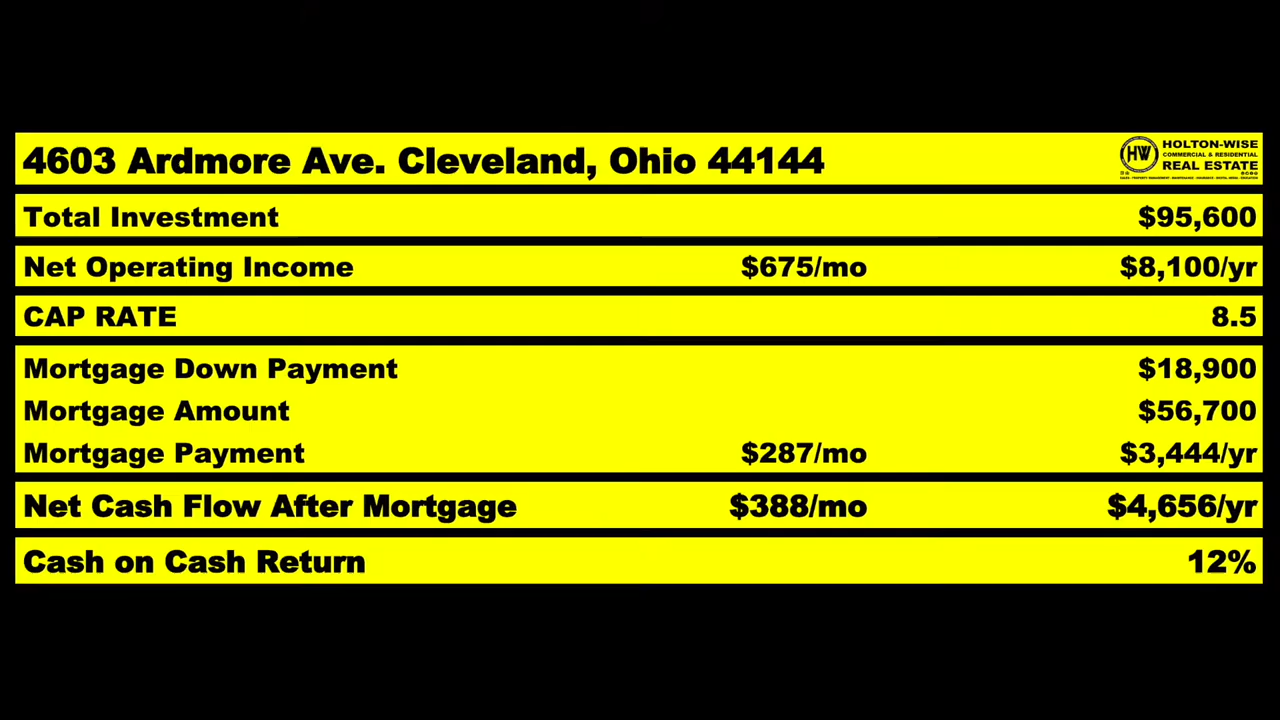 4603 Ardmore Ave. Cleveland, Ohio 44144
HW
HOLTON-WISE
COMMERCIAL & RESIDENTIAL
REAL ESTATE
Total Investment $95,600
Net Operating Income $675/mo $8,100/yr
CAP RATE 8.5
Mortgage Down Payment $18,900
Mortgage Amount $56,700
Mortgage Payment $287/mo $3,444/yr
Net Cash Flow After Mortgage $388/mo $4,656/yr
Cash on Cash Return 12%